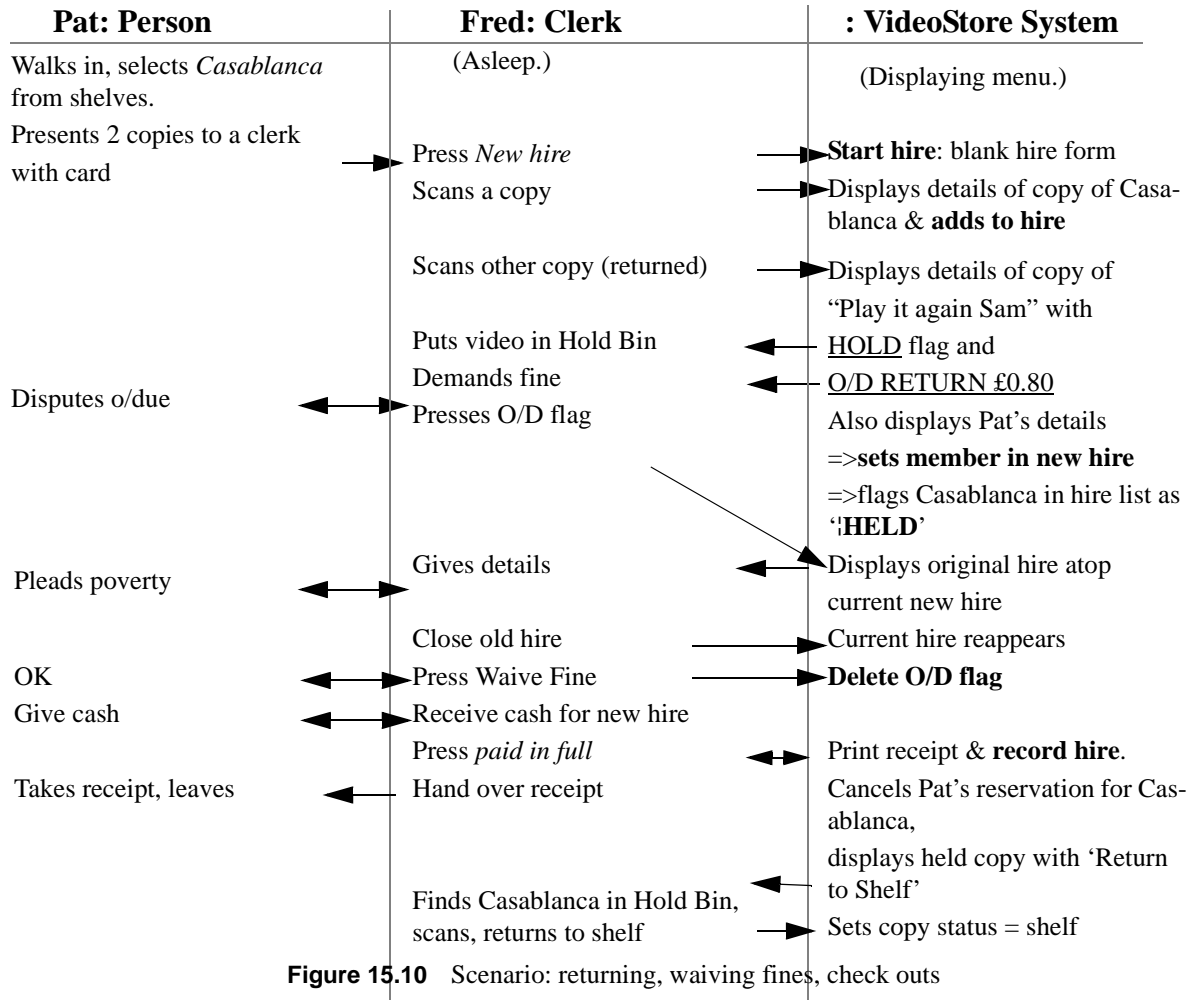 Pat: Person Fred: Clerk : VideoStore System
Walks in, selects Casablanca
from shelves.
(Asleep.)
(Displaying menu.)
Presents 2 copies to a clerk
with card
Press New hire
Start hire: blank hire form
Scans a copy
Displays details of copy of Casa-
blanca & adds to hire
Scans other copy (returned)
Displays details of copy of
“Play it again Sam” with
Puts video in Hold Bin
HOLD flag and
Demands fine
O/D RETURN £0.80
Disputes o/due
Presses O/D flag
Also displays Pat’s details
=>sets member in new hire
=>flags Casablanca in hire list as
‘¦HELD’
Gives details
Displays original hire atop
current new hire
Pleads poverty
Close old hire
Current hire reappears
OK
Press Waive Fine
Delete O/D flag
Give cash
Receive cash for new hire
Press paid in full
Print receipt & record hire.
Takes receipt, leaves
Hand over receipt
Cancels Pat’s reservation for Cas-
ablanca,
displays held copy with ‘Return
to Shelf’
Finds Casablanca in Hold Bin,
scans, returns to shelf
Sets copy status = shelf
Figure 15.10 Scenario: returning, waiving fines, check outs